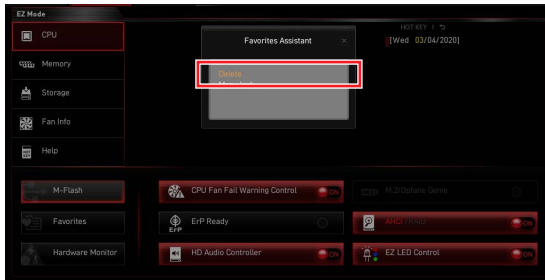 EZ Mode
HOT KEY |
CPU
Favorites Assistant ×
[Wed 03/04/2020]
Memory
Delete
Storage
Fan Info
Help
M-Flash
CPU Fan Fail Warning Control
ON
M.2/Optane Genie
Favorites
ErP
ErP Ready
AHCI / RAID
ON
Hardware Monitor
HD Audio Controller
ON
EZ LED Control
ON